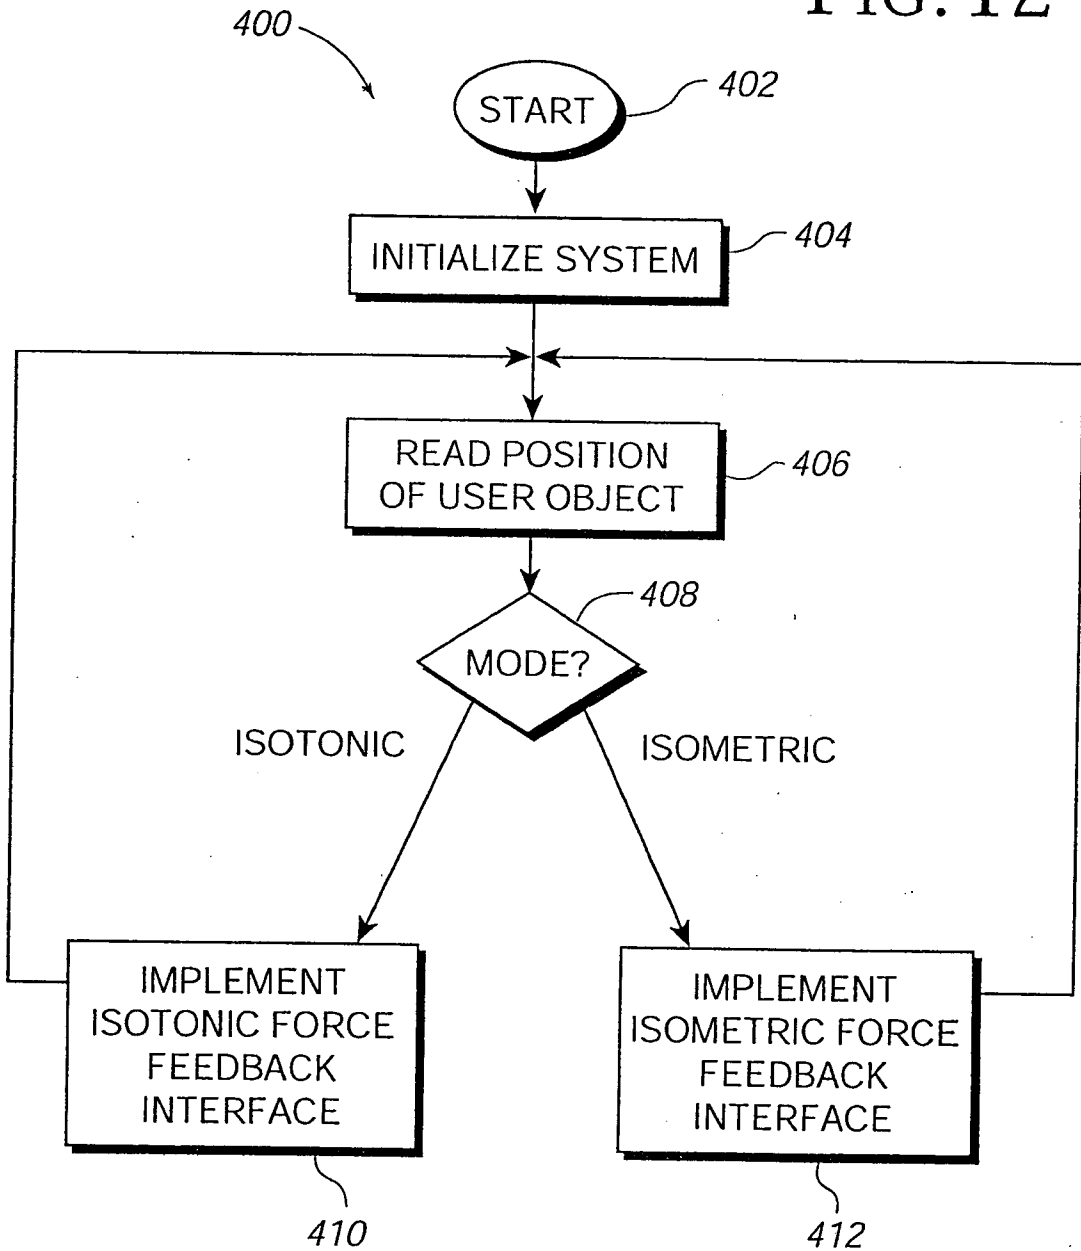 FIG. 12
400
START
402
INITIALIZE SYSTEM
404
READ POSITION
OF USER OBJECT
406
408
MODE?
ISOTONIC
ISOMETRIC
IMPLEMENT
ISOTONIC FORCE
FEEDBACK
INTERFACE
IMPLEMENT
ISOMETRIC FORCE
FEEDBACK
INTERFACE
410
412